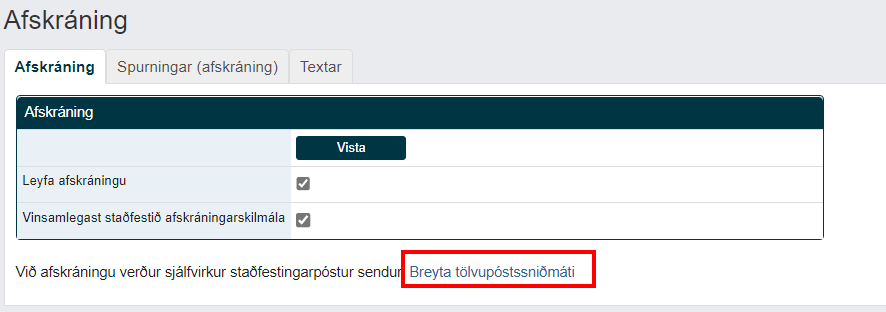 Afskráning
Afskráning Spurningar (afskráning) Textar
Afskráning
Vista
Leyfa afskráningu
Vinsamlegast staðfestið afskráningarskilmála
Við afskráningu verður sjálfvirkur staðfestingarpóstur sendur Breyta tölvupóstssniðmáti